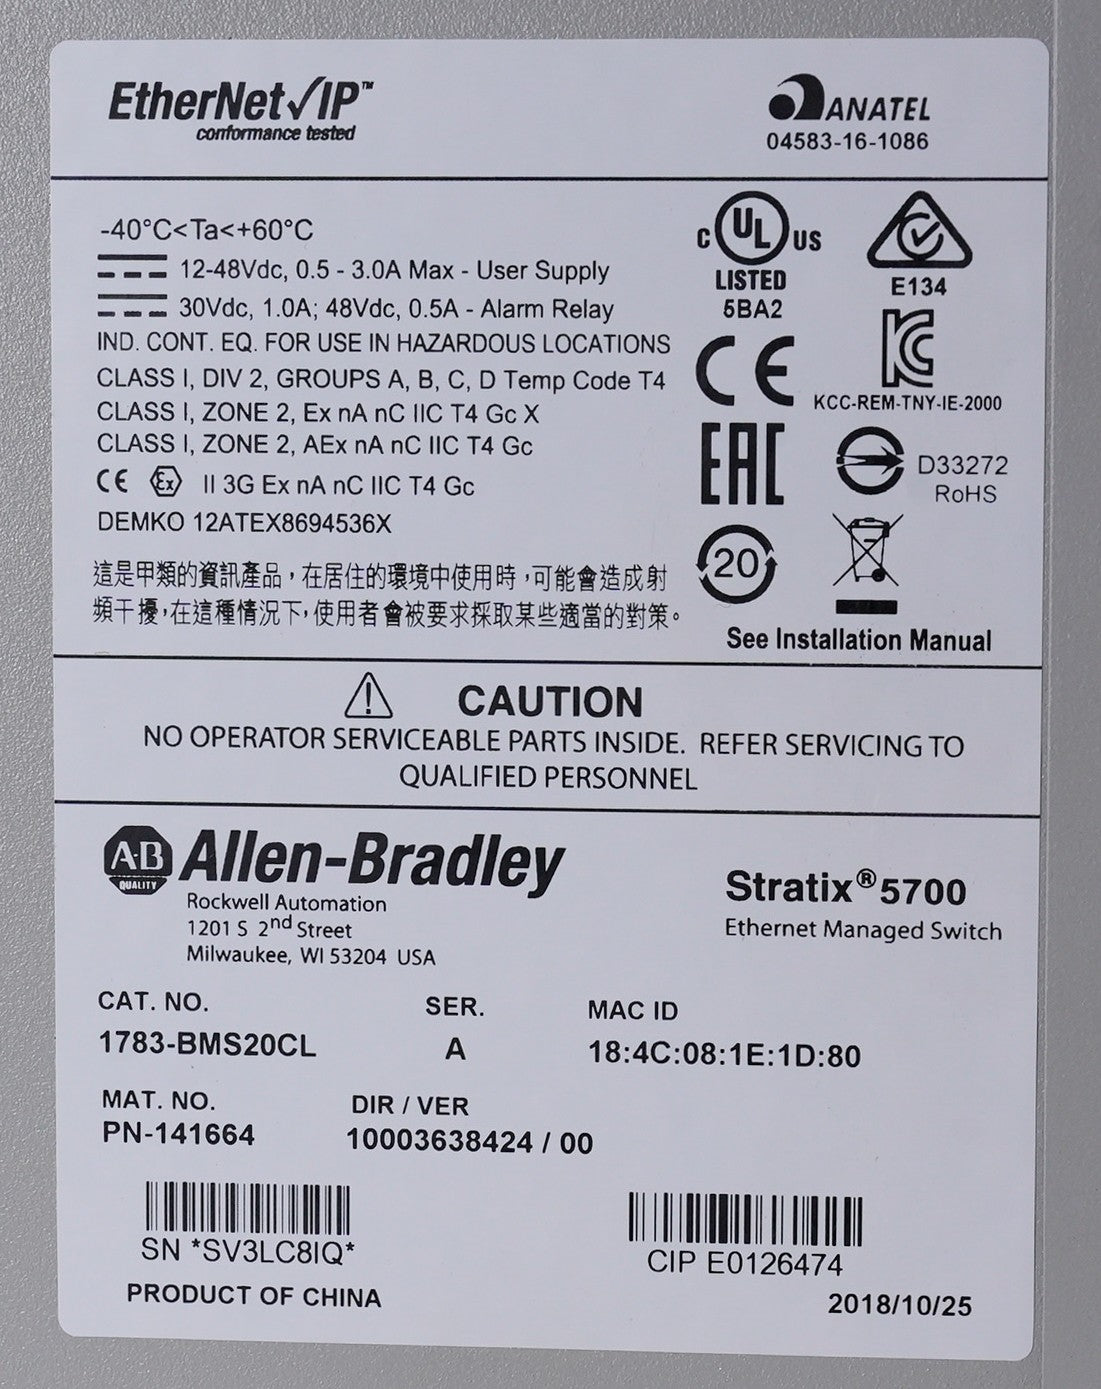 EtherNet✓IP™
conformance tested
ANATEL
04583-16-1086
-40°C<Ta<+60°C
12-48Vdc, 0.5 - 3.0A Max - User Supply
30Vdc, 1.0A; 48Vdc, 0.5A - Alarm Relay
IND. CONT. EQ. FOR USE IN HAZARDOUS LOCATIONS
CLASS I, DIV 2, GROUPS A, B, C, D Temp Code T4
CLASS I, ZONE 2, Ex nA nC IIC T4 Gc X
CLASS I, ZONE 2, AEx nA nC IIC T4 Gc
CE Ex II 3G Ex nA nC IIC T4 Gc
DEMKO 12ATEX8694536X
這是甲類的資訊產品，在居住的環境中使用時，可能會造成射
頻干擾，在這種情況下，使用者會被要求採取某些適當的對策。
C UL US
LISTED
5BA2
E134
CE
KC
KCC-REM-TNY-IE-2000
EAC
D33272
RoHS
20
See Installation Manual
CAUTION
NO OPERATOR SERVICEABLE PARTS INSIDE. REFER SERVICING TO
QUALIFIED PERSONNEL
A·B
QUALITY
Allen-Bradley
Rockwell Automation
1201 S 2nd Street
Milwaukee, WI 53204 USA
Stratix®5700
Ethernet Managed Switch
CAT. NO. SER. MAC ID
1783-BMS20CL A 18:4C:08:1E:1D:80
MAT. NO. DIR / VER
PN-141664 10003638424 / 00
SN *SV3LC8IQ*
CIP E0126474
PRODUCT OF CHINA
2018/10/25